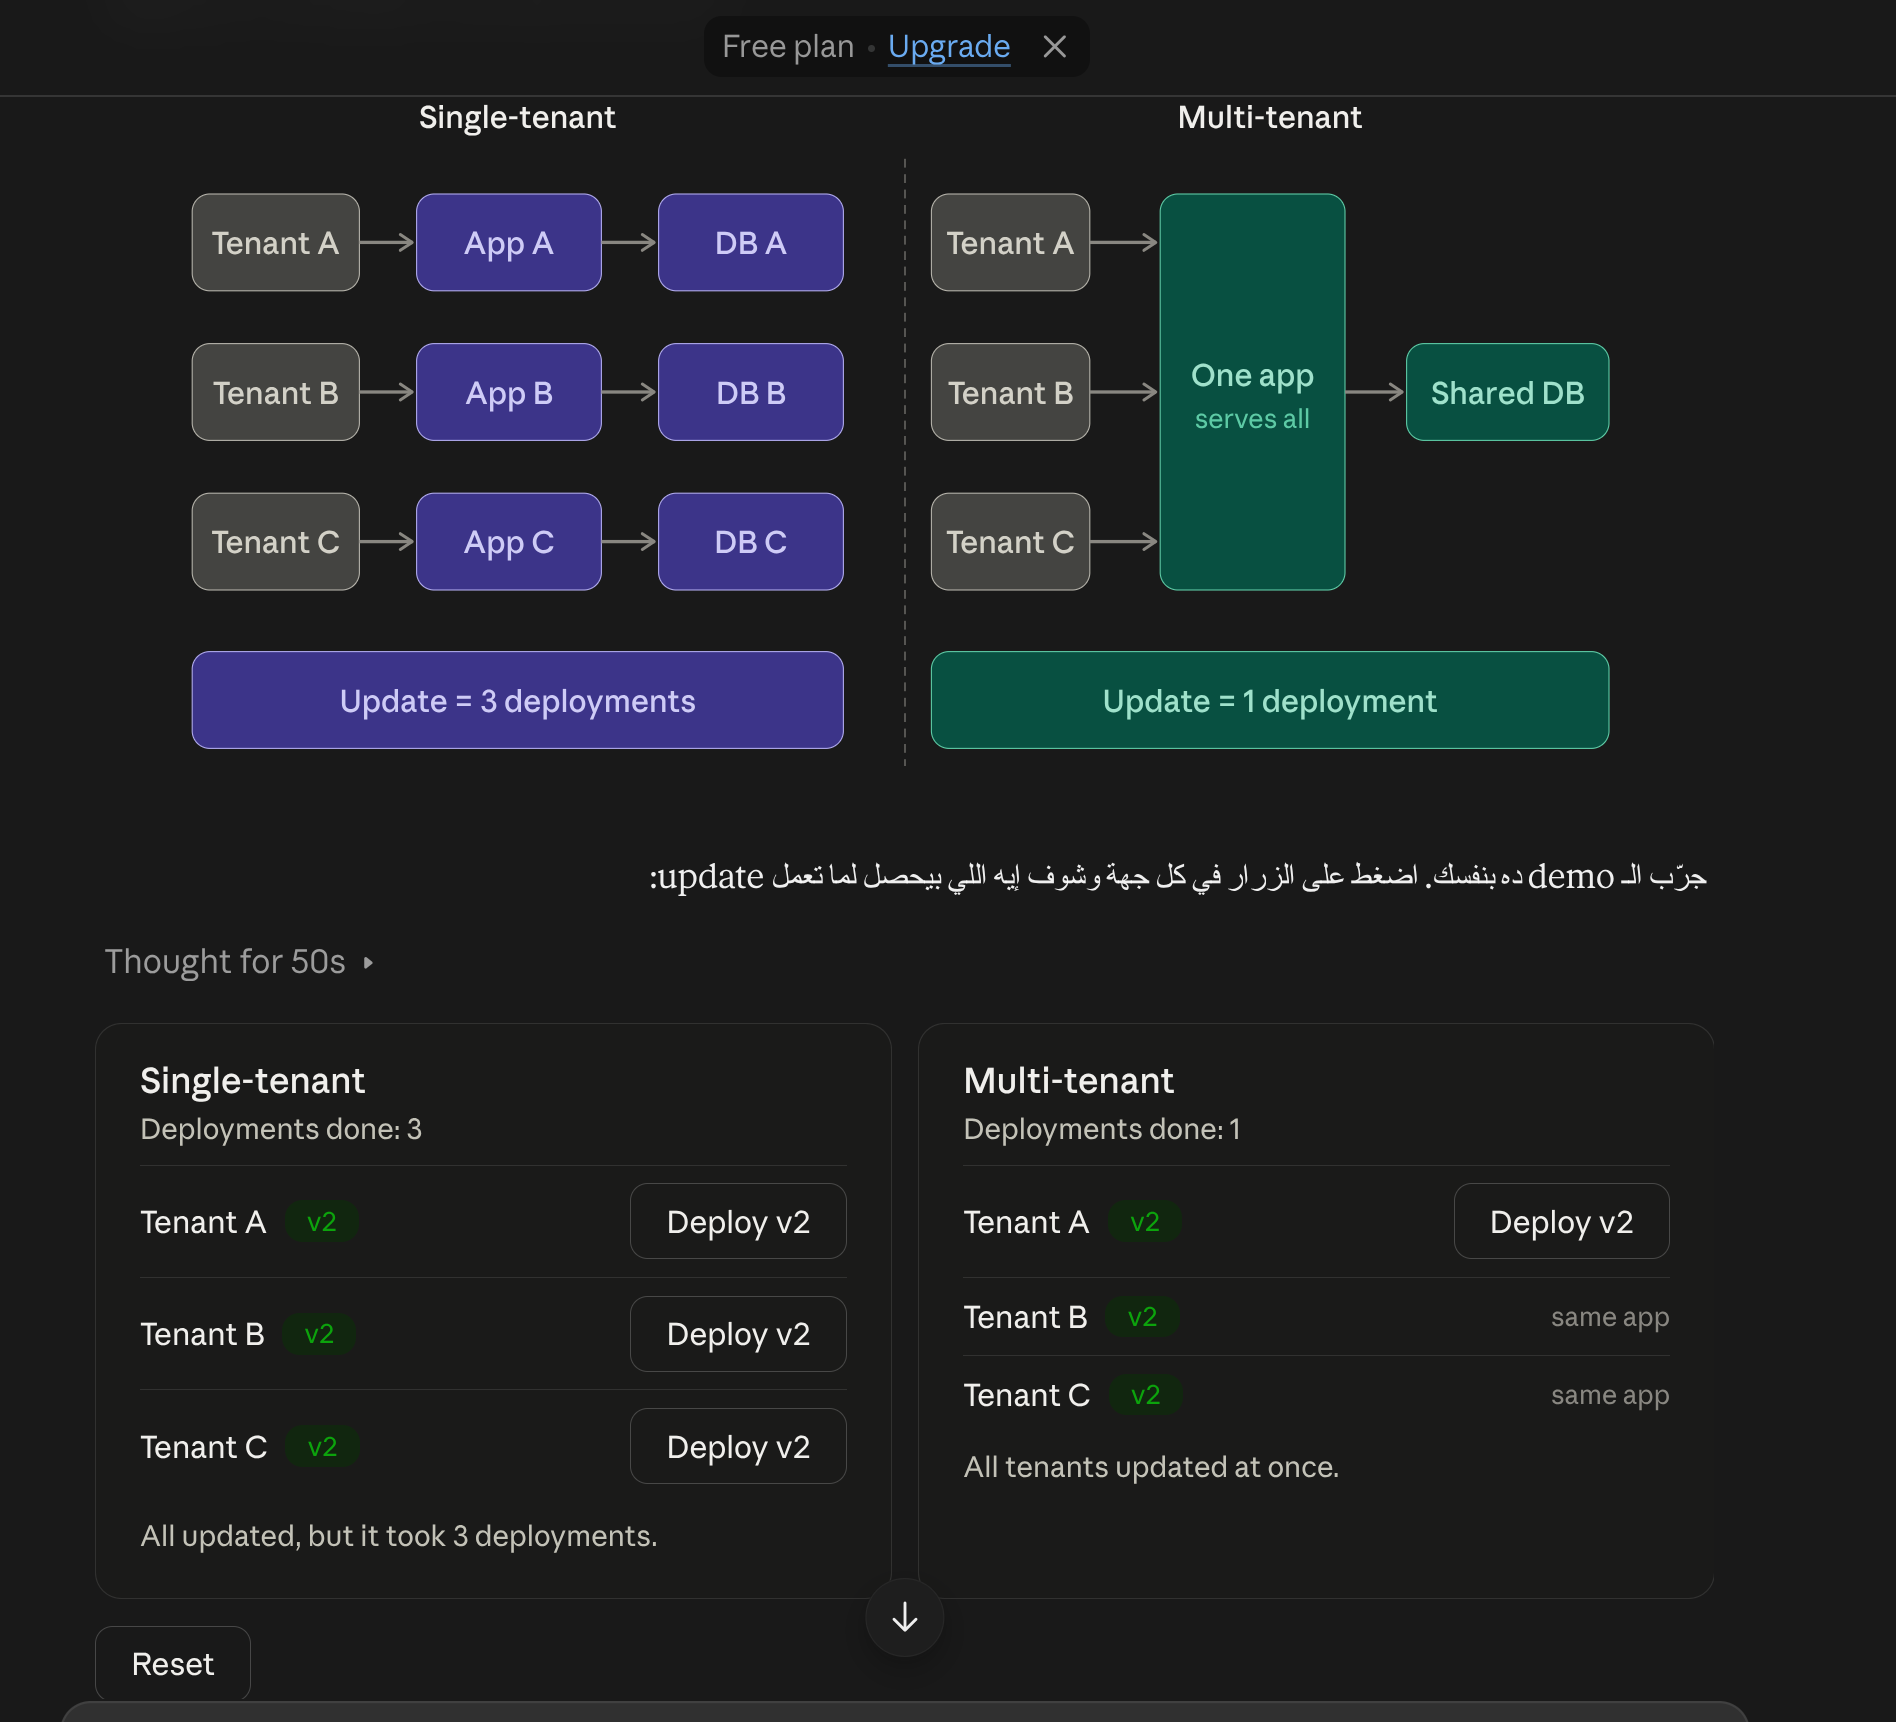 Free plan • Upgrade
Single-tenant
Multi-tenant
Tenant A App A DB A
Tenant B App B DB B
Tenant C App C DB C
Update = 3 deployments
Tenant A
Tenant B
Tenant C
One app
serves all
Shared DB
Update = 1 deployment
جرّب الـ demo ده بنفسك. اضغط على الزرار في كل جهة وشوف إيه اللي بيحصل لما تعمل update:
Thought for 50s
Single-tenant
Deployments done: 3
Tenant A v2 Deploy v2
Tenant B v2 Deploy v2
Tenant C v2 Deploy v2
All updated, but it took 3 deployments.
Multi-tenant
Deployments done: 1
Tenant A v2 Deploy v2
Tenant B v2 same app
Tenant C v2 same app
All tenants updated at once.
Reset